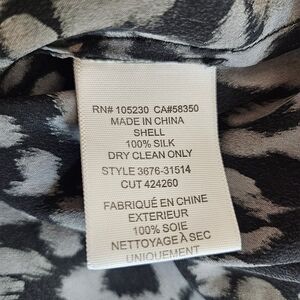 RN# 105230 CA#58350
MADE IN CHINA
SHELL
100% SILK
DRY CLEAN ONLY
STYLE 3676-31514
CUT 424260
FABRIQUÉ EN CHINE
EXTERIEUR
100% SOIE
NETTOYAGE À SEC
UNIQUEMENT